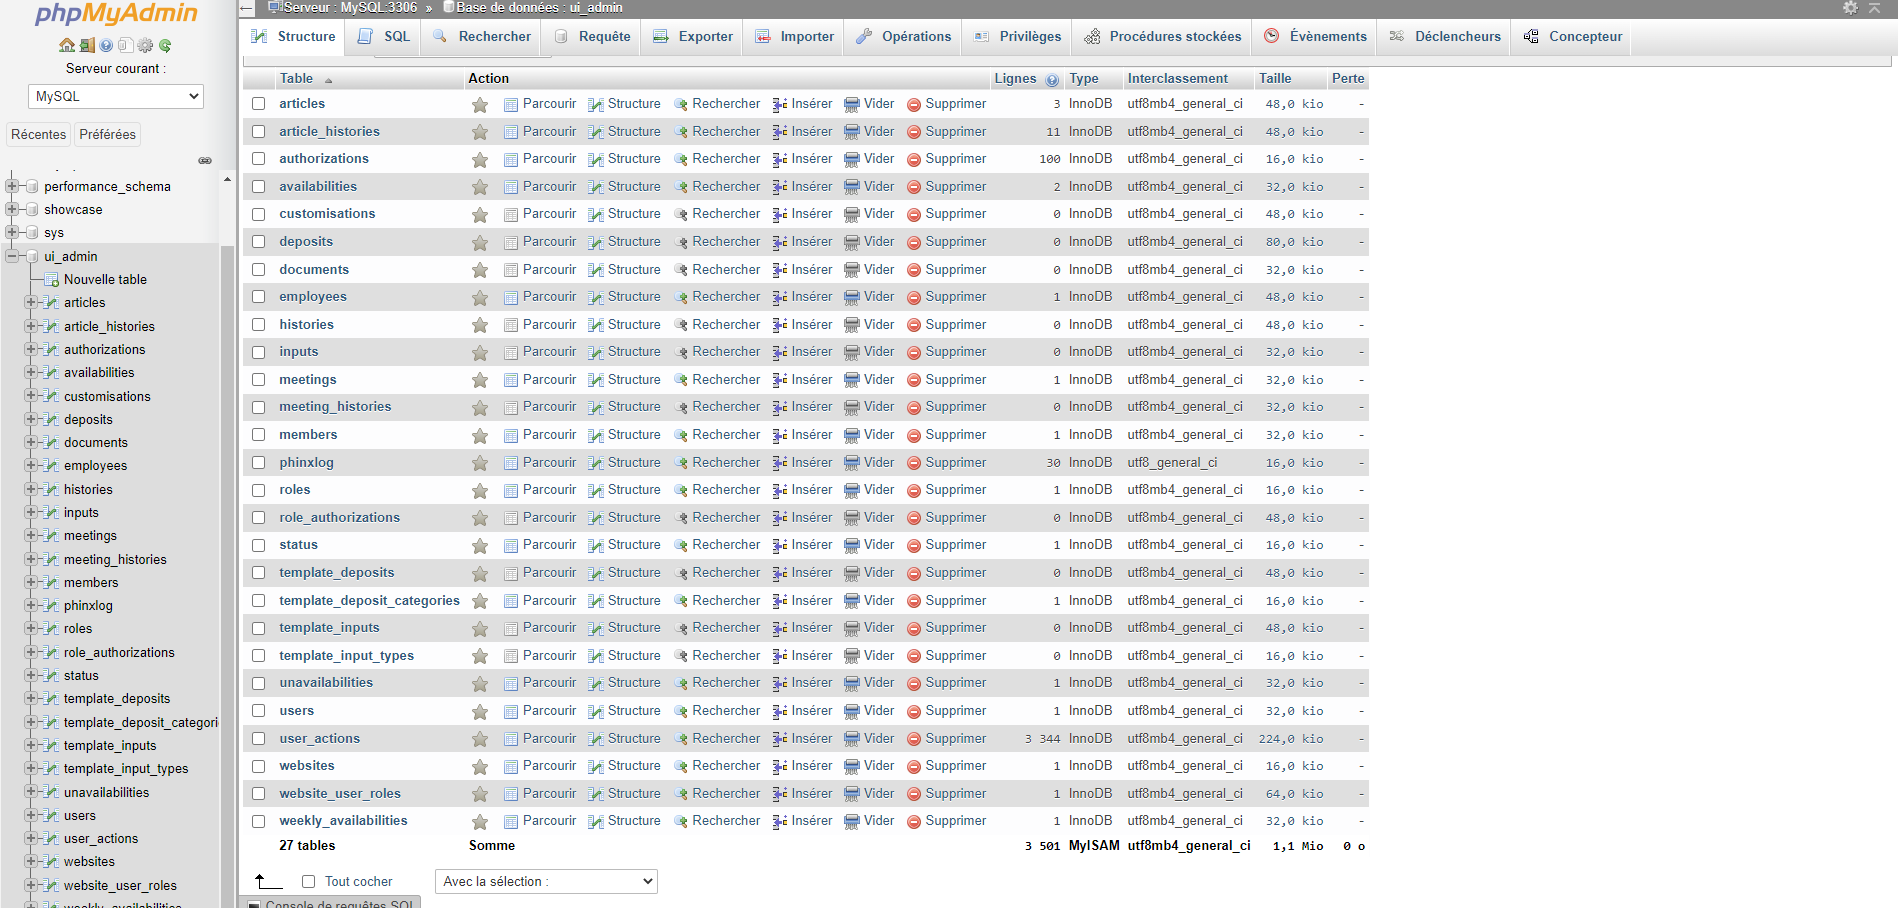 phpMyAdmin
Serveur courant :
MySQL
Récentes Préférées
performance_schema
showcase
sys
ui_admin
Nouvelle table
articles
article_histories
authorizations
availabilities
customisations
deposits
documents
employees
histories
inputs
meetings
meeting_histories
members
phinxlog
roles
role_authorizations
status
template_deposits
template_deposit_categori
template_inputs
template_input_types
unavailabilities
users
user_actions
websites
website_user_roles
weekly_availabilities
Serveur : MySQL:3306 » Base de données : ui_admin
Structure SQL Rechercher Requête Exporter Importer Opérations Privilèges Procédures stockées Évènements Déclencheurs Concepteur
Table Action Lignes Type Interclassement Taille Perte
articles Parcourir Structure Rechercher Insérer Vider Supprimer 3 InnoDB utf8mb4_general_ci 48,0 kio -
article_histories Parcourir Structure Rechercher Insérer Vider Supprimer 11 InnoDB utf8mb4_general_ci 48,0 kio -
authorizations Parcourir Structure Rechercher Insérer Vider Supprimer 100 InnoDB utf8mb4_general_ci 16,0 kio -
availabilities Parcourir Structure Rechercher Insérer Vider Supprimer 2 InnoDB utf8mb4_general_ci 32,0 kio -
customisations Parcourir Structure Rechercher Insérer Vider Supprimer 0 InnoDB utf8mb4_general_ci 48,0 kio -
deposits Parcourir Structure Rechercher Insérer Vider Supprimer 0 InnoDB utf8mb4_general_ci 80,0 kio -
documents Parcourir Structure Rechercher Insérer Vider Supprimer 0 InnoDB utf8mb4_general_ci 32,0 kio -
employees Parcourir Structure Rechercher Insérer Vider Supprimer 1 InnoDB utf8mb4_general_ci 48,0 kio -
histories Parcourir Structure Rechercher Insérer Vider Supprimer 0 InnoDB utf8mb4_general_ci 48,0 kio -
inputs Parcourir Structure Rechercher Insérer Vider Supprimer 0 InnoDB utf8mb4_general_ci 32,0 kio -
meetings Parcourir Structure Rechercher Insérer Vider Supprimer 1 InnoDB utf8mb4_general_ci 32,0 kio -
meeting_histories Parcourir Structure Rechercher Insérer Vider Supprimer 0 InnoDB utf8mb4_general_ci 32,0 kio -
members Parcourir Structure Rechercher Insérer Vider Supprimer 1 InnoDB utf8mb4_general_ci 32,0 kio -
phinxlog Parcourir Structure Rechercher Insérer Vider Supprimer 30 InnoDB utf8_general_ci 16,0 kio -
roles Parcourir Structure Rechercher Insérer Vider Supprimer 1 InnoDB utf8mb4_general_ci 16,0 kio -
role_authorizations Parcourir Structure Rechercher Insérer Vider Supprimer 0 InnoDB utf8mb4_general_ci 48,0 kio -
status Parcourir Structure Rechercher Insérer Vider Supprimer 1 InnoDB utf8mb4_general_ci 16,0 kio -
template_deposits Parcourir Structure Rechercher Insérer Vider Supprimer 0 InnoDB utf8mb4_general_ci 48,0 kio -
template_deposit_categories Parcourir Structure Rechercher Insérer Vider Supprimer 1 InnoDB utf8mb4_general_ci 16,0 kio -
template_inputs Parcourir Structure Rechercher Insérer Vider Supprimer 0 InnoDB utf8mb4_general_ci 48,0 kio -
template_input_types Parcourir Structure Rechercher Insérer Vider Supprimer 0 InnoDB utf8mb4_general_ci 16,0 kio -
unavailabilities Parcourir Structure Rechercher Insérer Vider Supprimer 1 InnoDB utf8mb4_general_ci 32,0 kio -
users Parcourir Structure Rechercher Insérer Vider Supprimer 1 InnoDB utf8mb4_general_ci 32,0 kio -
user_actions Parcourir Structure Rechercher Insérer Vider Supprimer 3 344 InnoDB utf8mb4_general_ci 224,0 kio -
websites Parcourir Structure Rechercher Insérer Vider Supprimer 1 InnoDB utf8mb4_general_ci 16,0 kio -
website_user_roles Parcourir Structure Rechercher Insérer Vider Supprimer 1 InnoDB utf8mb4_general_ci 64,0 kio -
weekly_availabilities Parcourir Structure Rechercher Insérer Vider Supprimer 1 InnoDB utf8mb4_general_ci 32,0 kio -
27 tables Somme 3 501 MyISAM utf8mb4_general_ci 1,1 Mio 0 o
Tout cocher Avec la sélection :
Console de requêtes SQL